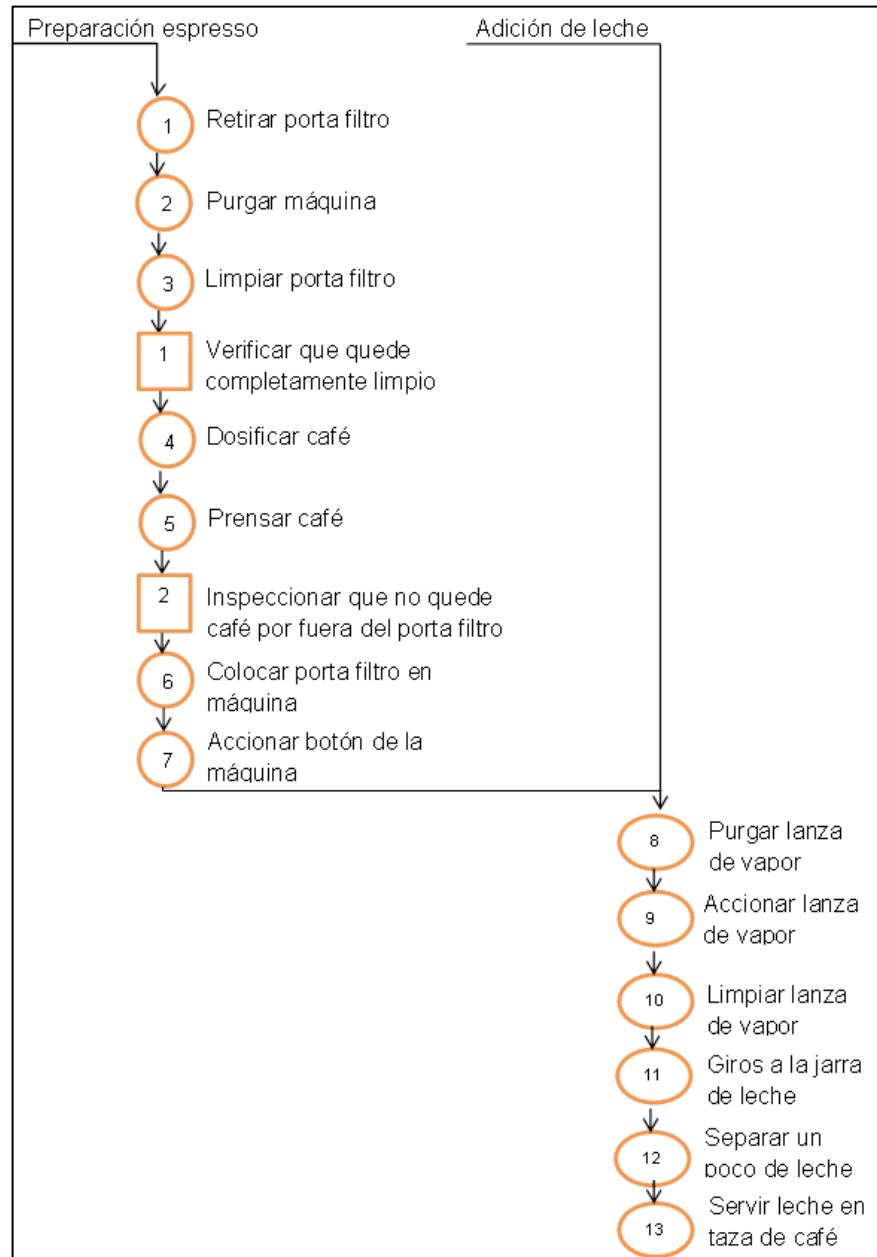 Preparación espresso
Adición de leche
1
Retirar porta filtro
2
Purgar máquina
3
Limpiar porta filtro
1
Verificar que quede
completamente limpio
4
Dosificar café
5
Prensar café
2
Inspeccionar que no quede
café por fuera del porta filtro
6
Colocar porta filtro en
máquina
7
Accionar botón de la
máquina
8
Purgar lanza
de vapor
9
Accionar lanza
de vapor
10
Limpiar lanza
de vapor
11
Giros a la jarra
de leche
12
Separar un
poco de leche
13
Servir leche en
taza de café